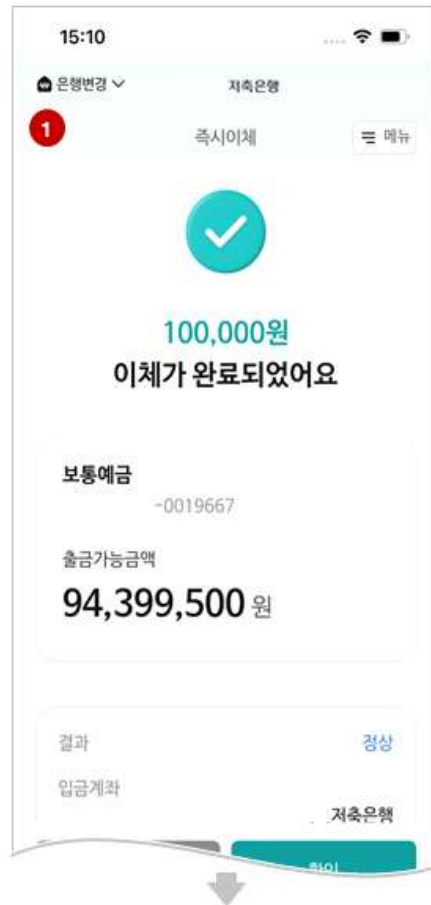 15:10
은행변경
저축은행
1
즉시이체
메뉴
100,000원
이체가 완료되었어요
보통예금
-0019667
출금가능금액
94,399,500 원
결과
정상
입금계좌
저축은행